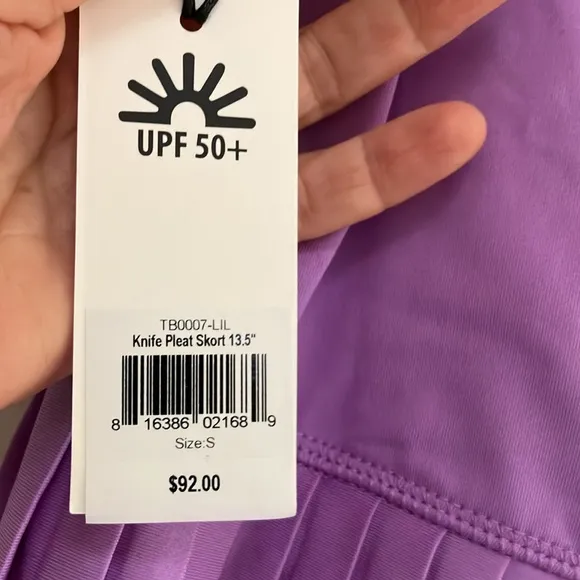 UPF 50+
TB0007-LIL
Knife Pleat Skort 13.5"
8 16386 02168 9
Size:S
$92.00